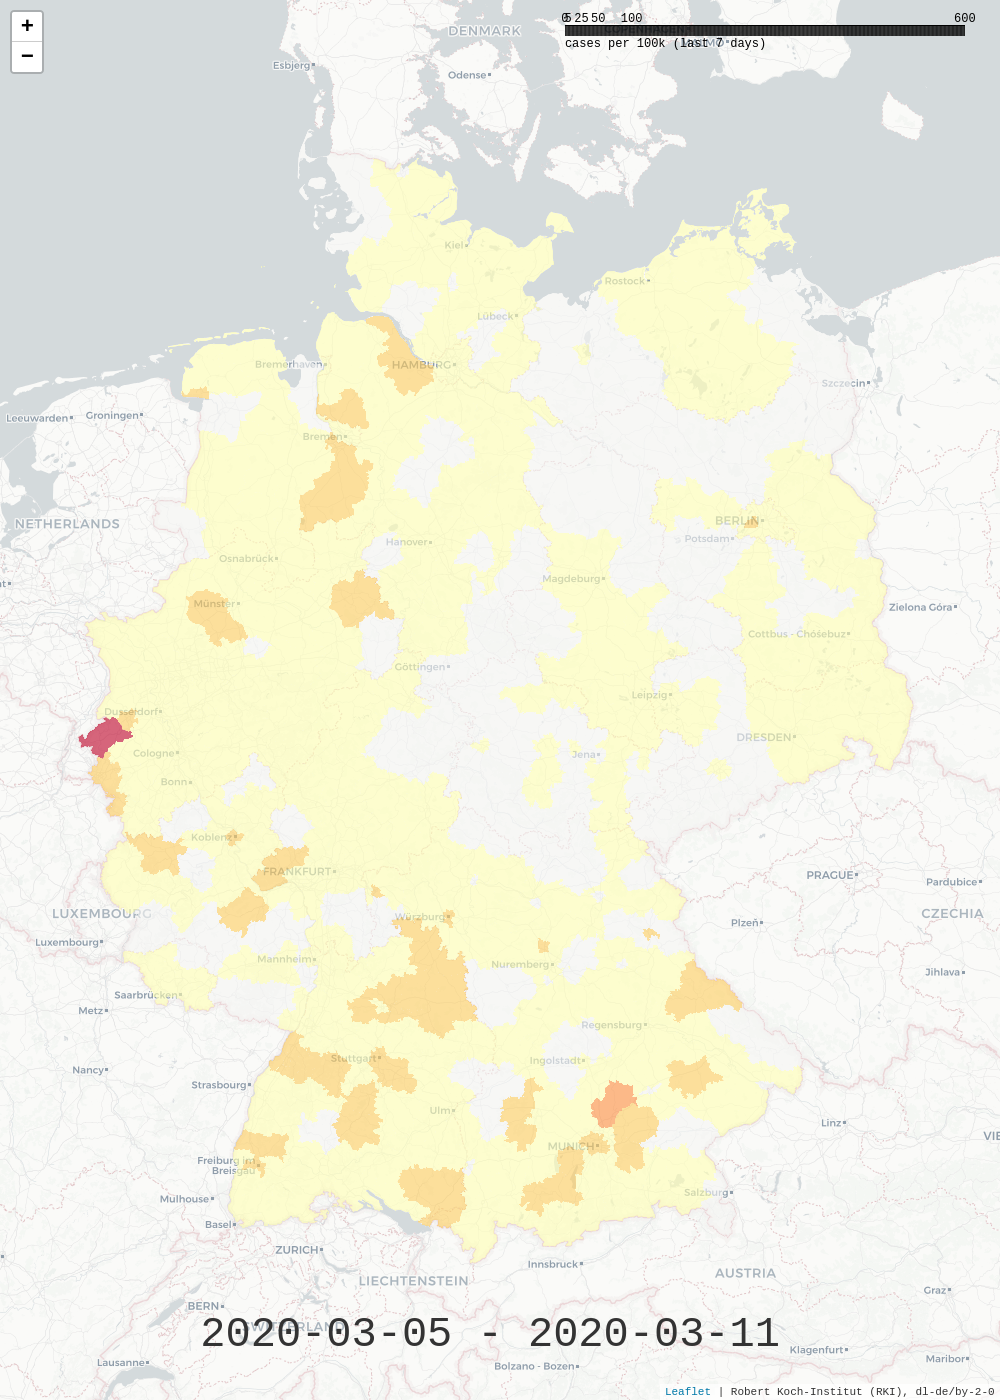 +
−
0 5 25 50 100 600
cases per 100k (last 7 days)
DENMARK
Esbjerg
Odense
Kiel
Rostock
Lübeck
Bremerhaven
HAMBURG
Szczecin
Leeuwarden
Groningen
Bremen
NETHERLANDS
BERLIN
Hanover
Potsdam
Osnabrück
Magdeburg
Münster
Zielona Góra
Cottbus - Chóśebuz
Göttingen
Leipzig
Dusseldorf
DRESDEN
Cologne
Jena
Bonn
Koblenz
FRANKFURT
PRAGUE
Pardubice
LUXEMBOURG
Würzburg
CZECHIA
Plzeň
Luxembourg
Mannheim
Nuremberg
Jihlava
Saarbrücken
Metz
Regensburg
Stuttgart
Ingolstadt
Nancy
Strasbourg
Ulm
Linz
VIE
MUNICH
Freiburg im
Breisgau
Mulhouse
Salzburg
Basel
ZURICH
Innsbruck
LIECHTENSTEIN
AUSTRIA
Graz
BERN
SWITZERLAND
2020-03-05 - 2020-03-11
Klagenfurt
Lausanne
Bolzano - Bozen
Maribor
Leaflet | Robert Koch-Institut (RKI), dl-de/by-2-0